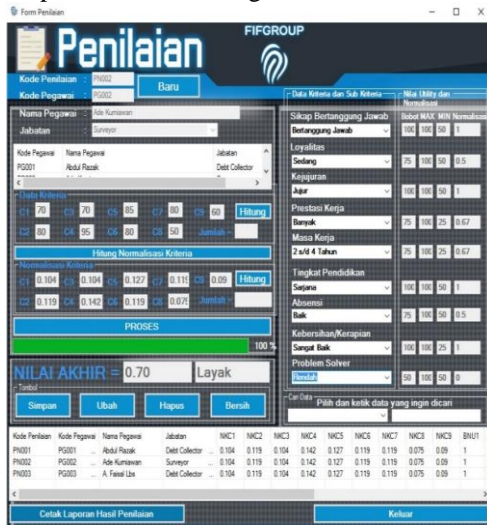 Form Penilaian
Penilaian
FIFGROUP
Kode Penilaian : PN002
Kode Pegawai : PG002
Baru
Nama Pegawai : Ade Kurniawan
Jabatan : Surveyor
Kode Pegawai Nama Pegawai Jabatan
PG001 Abdul Razak Debt Collector
Data Kriteria
C1 70 C3 70 C5 85 C7 80 C9 60 Hitung
C2 80 C4 95 C6 80 C8 50 Jumlah =
Hitung Normalisasi Kriteria
Normalisasi Kriteria
C1 0.104 C3 0.104 C5 0.127 C7 0.119 C9 0.09 Hitung
C2 0.119 C4 0.142 C6 0.119 C8 0.075 Jumlah =
PROSES
100 %
NILAI AKHIR = 0.70 Layak
Tombol
Simpan Ubah Hapus Bersih
Data Kriteria dan Sub Kriteria
Nilai Utility dan Normalisasi
Sikap Bertanggung Jawab Bobot MAX MIN Normalisasi
Bertanggung Jawab 100 100 50 1
Loyalitas
Sedang 75 100 50 0.5
Kejujuran
Jujur 100 100 50 1
Prestasi Kerja
Banyak 75 100 25 0.67
Masa Kerja
2 s/d 4 Tahun 75 100 25 0.67
Tingkat Pendidikan
Sarjana 100 100 50 1
Absensi
Baik 75 100 50 0.5
Kebersihan/Kerapian
Sangat Baik 100 100 25 1
Problem Solver
Rendah 50 100 50 0
Cari Data
Pilih dan ketik data yang ingin dicari
Kode Penilaian Kode Pegawai Nama Pegawai Jabatan NKC1 NKC2 NKC3 NKC4 NKC5 NKC6 NKC7 NKC8 NKC9 BNU1
PN001 PG001 ... Abdul Razak Debt Collector ... 0.104 0.119 0.104 0.142 0.127 0.119 0.119 0.075 0.09 1
PN002 PG002 ... Ade Kurniawan Surveyor ... 0.104 0.119 0.104 0.142 0.127 0.119 0.119 0.075 0.09 1
PN003 PG003 ... A. Faisal Lbs Debt Collector ... 0.104 0.119 0.104 0.142 0.127 0.119 0.119 0.075 0.09 1
Cetak Laporan Hasil Penilaian Keluar